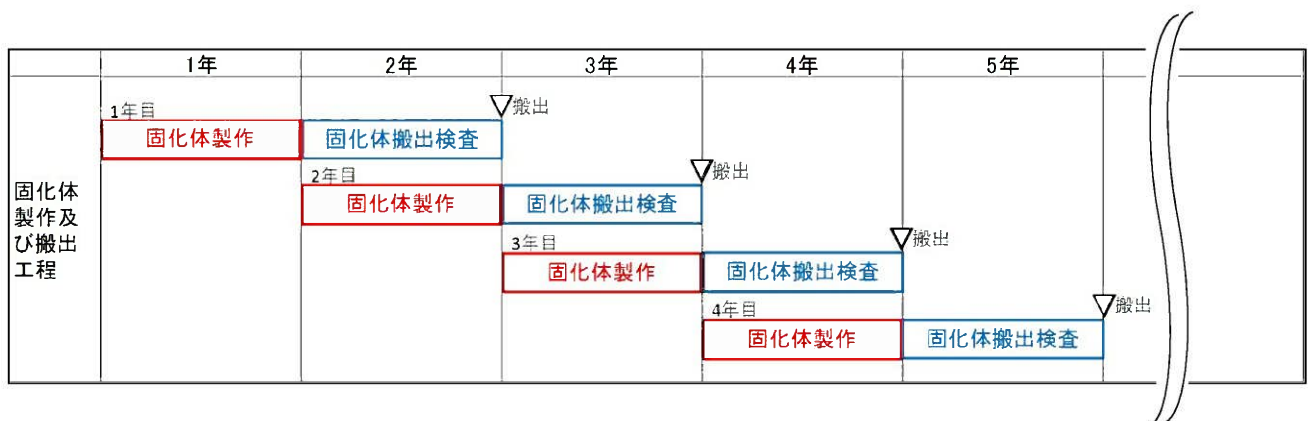 1年 2年 3年 4年 5年
固化体
製作及
び搬出
工程
1年目
▽搬出
固化体製作 固化体搬出検査
2年目
▽搬出
固化体製作 固化体搬出検査
3年目
▽搬出
固化体製作 固化体搬出検査
4年目
▽搬出
固化体製作 固化体搬出検査